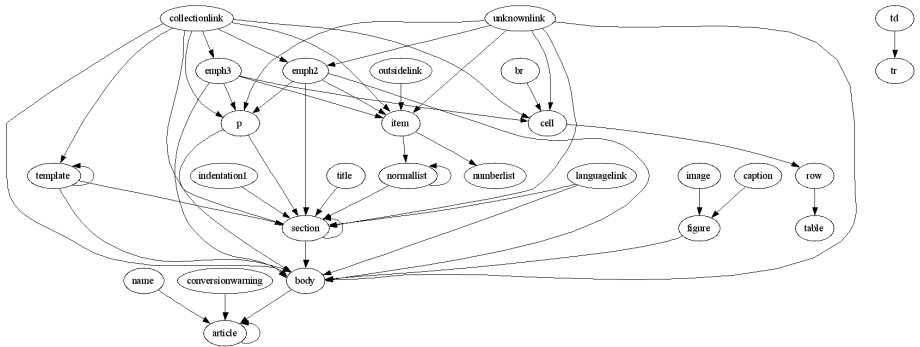 collectionlink unknownlink td
emph3 emph2 outsidelink br tr
p item cell
template indentation1 title normallist numberlist languagelink image caption row
section figure table
name conversionwarning body
article